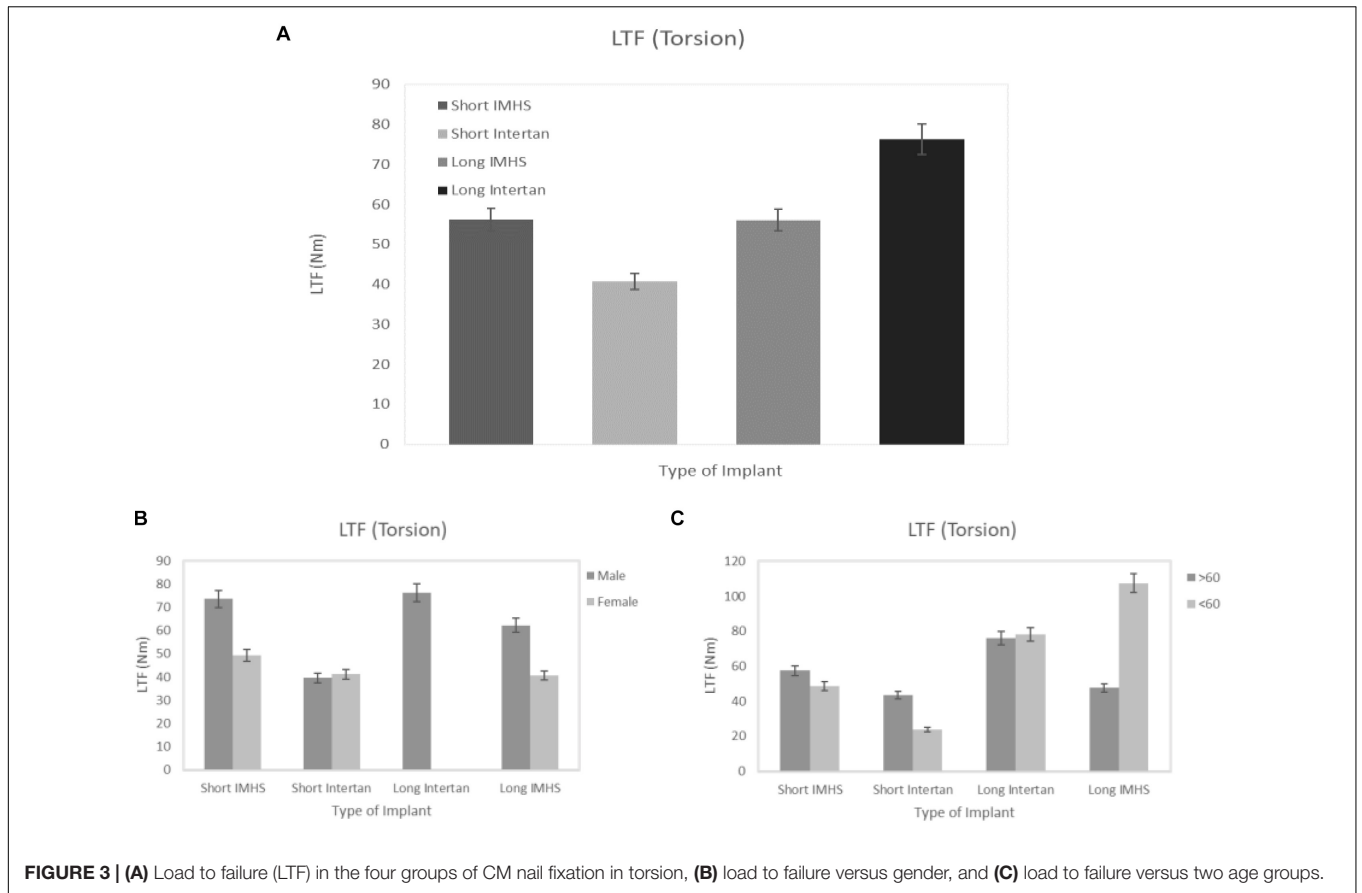 A
LTF (Torsion)
90
80
70
60
50
40
30
20
10
0
LTF (Nm)
Short IMHS
Short Intertan
Long IMHS
Long Intertan
Type of Implant
B
LTF (Torsion)
90
80
70
60
50
40
30
20
10
0
LTF (Nm)
Male
Female
Short IMHS Short Intertan Long Intertan Long IMHS
Type of Implant
C
LTF (Torsion)
120
100
80
60
40
20
0
LTF (Nm)
>60
<60
Short IMHS Short Intertan Long Intertan Long IMHS
Type of Implant
FIGURE 3 | (A) Load to failure (LTF) in the four groups of CM nail fixation in torsion, (B) load to failure versus gender, and (C) load to failure versus two age groups.